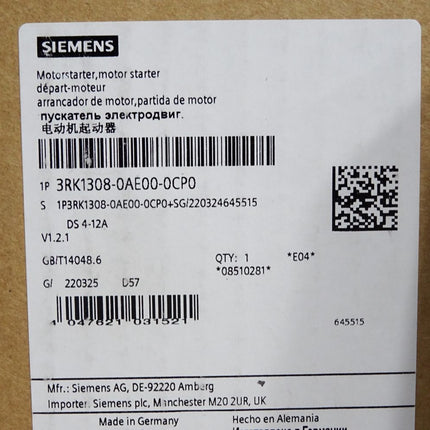 SIEMENS
Motorstarter,motor starter
départ-moteur
arrancador de motor,partida de motor
пускатель электродвиг.
电动机起动器
1P 3RK1308-0AE00-0CP0
S 1P3RK1308-0AE00-0CP0+SG/220324645515
DS 4-12A
V1.2.1
GB/T14048.6 QTY: 1 *E04*
*08510281*
G/ 220325 D57
4 047621 031521
645515
Mfr.: Siemens AG, DE-92220 Amberg
Importer: Siemens plc, Manchester M20 2UR, UK
Made in Germany Hecho en Alemania